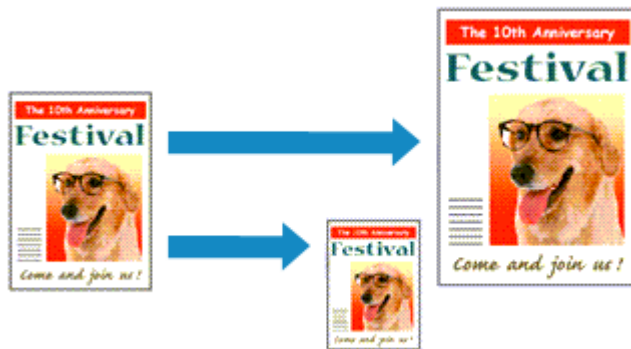 The 10th Anniversary
Festival
Come and join us!
The 10th Anniversary
Festival
Come and join us!
The 10th Anniversary
Festival
Come and join us!